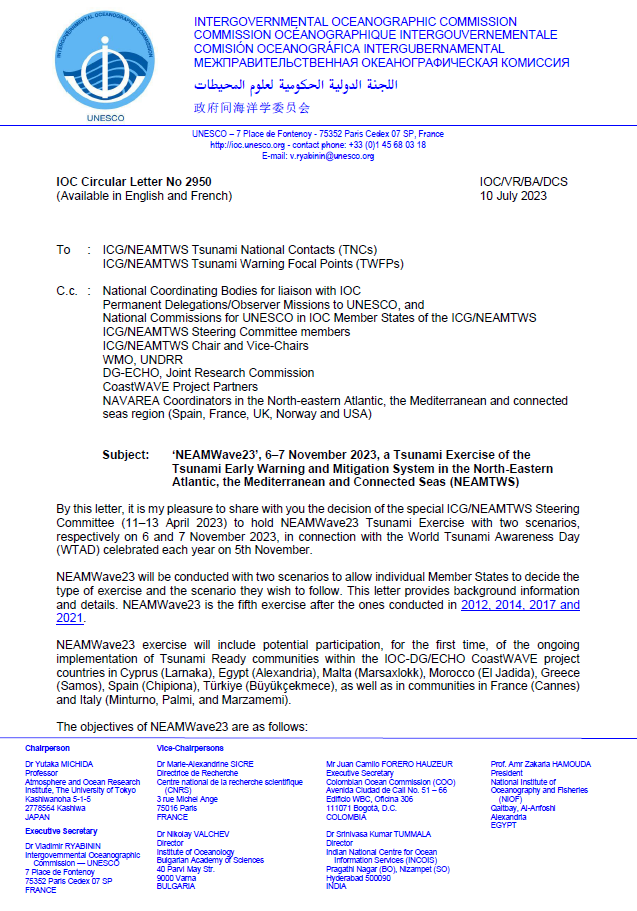 INTERGOVERNMENTAL OCEANOGRAPHIC COMMISSION
COMMISSION OCÉANOGRAPHIQUE INTERGOUVERNEMENTALE
COMISIÓN OCEANOGRÁFICA INTERGUBERNAMENTAL
МЕЖПРАВИТЕЛЬСТВЕННАЯ ОКЕАНОГРАФИЧЕСКАЯ КОМИССИЯ
اللجنة الدولية الحكومية لعلوم المحيطات
政府间海洋学委员会
INTERGOVERNMENTAL OCEANOGRAPHIC COMMISSION
UNESCO
UNESCO – 7 Place de Fontenoy - 75352 Paris Cedex 07 SP, France
http://ioc.unesco.org - contact phone: +33 (0)1 45 68 03 18
E-mail: v.ryabinin@unesco.org
IOC Circular Letter No 2950 IOC/VR/BA/DCS
(Available in English and French) 10 July 2023
To : ICG/NEAMTWS Tsunami National Contacts (TNCs)
ICG/NEAMTWS Tsunami Warning Focal Points (TWFPs)
C.c. : National Coordinating Bodies for liaison with IOC
Permanent Delegations/Observer Missions to UNESCO, and
National Commissions for UNESCO in IOC Member States of the ICG/NEAMTWS
ICG/NEAMTWS Steering Committee members
ICG/NEAMTWS Chair and Vice-Chairs
WMO, UNDRR
DG-ECHO, Joint Research Commission
CoastWAVE Project Partners
NAVAREA Coordinators in the North-eastern Atlantic, the Mediterranean and connected
seas region (Spain, France, UK, Norway and USA)
Subject: ‘NEAMWave23’, 6–7 November 2023, a Tsunami Exercise of the
Tsunami Early Warning and Mitigation System in the North-Eastern
Atlantic, the Mediterranean and Connected Seas (NEAMTWS)
By this letter, it is my pleasure to share with you the decision of the special ICG/NEAMTWS Steering
Committee (11–13 April 2023) to hold NEAMWave23 Tsunami Exercise with two scenarios,
respectively on 6 and 7 November 2023, in connection with the World Tsunami Awareness Day
(WTAD) celebrated each year on 5th November.
NEAMWave23 will be conducted with two scenarios to allow individual Member States to decide the
type of exercise and the scenario they wish to follow. This letter provides background information
and details. NEAMWave23 is the fifth exercise after the ones conducted in 2012, 2014, 2017 and
2021.
NEAMWave23 exercise will include potential participation, for the first time, of the ongoing
implementation of Tsunami Ready communities within the IOC-DG/ECHO CoastWAVE project
countries in Cyprus (Larnaka), Egypt (Alexandria), Malta (Marsaxlokk), Morocco (El Jadida), Greece
(Samos), Spain (Chipiona), Türkiye (Büyükçekmece), as well as in communities in France (Cannes)
and Italy (Minturno, Palmi, and Marzamemi).
The objectives of NEAMWave23 are as follows:
Chairperson
Dr Yutaka MICHIDA
Professor
Atmosphere and Ocean Research
Institute, The University of Tokyo
Kashiwanoha 5-1-5
2778564 Kashiwa
JAPAN
Executive Secretary
Dr Vladimir RYABININ
Intergovernmental Oceanographic
Commission — UNESCO
7 Place de Fontenoy
75352 Paris Cedex 07 SP
FRANCE
Vice-Chairpersons
Dr Marie-Alexandrine SICRE
Directrice de Recherche
Centre national de la recherche scientifique
(CNRS)
3 rue Michel Ange
75016 Paris
FRANCE
Dr Nikolay VALCHEV
Director
Institute of Oceanology
Bulgarian Academy of Sciences
40 Parvi May Str.
9000 Varna
BULGARIA
Mr Juan Camilo FORERO HAUZEUR
Executive Secretary
Colombian Ocean Commission (COO)
Avenida Ciudad de Cali No. 51 – 66
Edificio WBC, Oficina 306
111071 Bogotá, D.C.
COLOMBIA
Dr Srinivasa Kumar TUMMALA
Director
Indian National Centre for Ocean
Information Services (INCOIS)
Pragathi Nagar (BO), Nizampet (SO)
Hyderabad 500090
INDIA
Prof. Amr Zakaria HAMOUDA
President
National Institute of
Oceanography and Fisheries
(NIOF)
Qaitbay, Al-Anfoshi
Alexandria
EGYPT